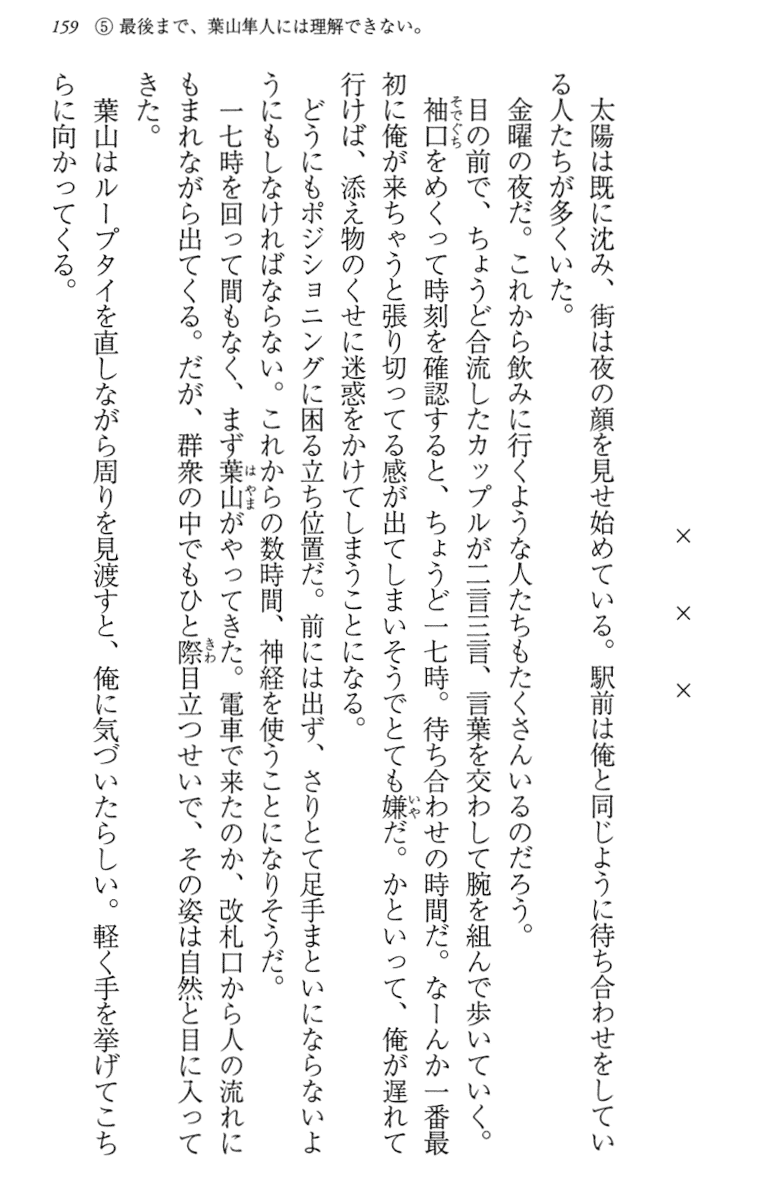 159 ⑤ 最後まで、葉山隼人には理解できない。
× × ×
太陽は既に沈み、街は夜の顔を見せ始めている。駅前は俺と同じように待ち合わせをしてい
る人たちが多くいた。
金曜の夜だ。これから飲みに行くような人たちもたくさんいるのだろう。
目の前で、ちょうど合流したカップルが二言三言、言葉を交わして腕を組んで歩いていく。
袖口をめくって時刻を確認すると、ちょうど一七時。待ち合わせの時間だ。なーんか一番最
初に俺が来ちゃうと張り切ってる感が出てしまいそうでとても嫌だ。かといって、俺が遅れて
行けば、添え物のくせに迷惑をかけてしまうことになる。
どうにもポジショニングに困る立ち位置だ。前には出ず、さりとて足手まといにならないよ
うにもしなければならない。これからの数時間、神経を使うことになりそうだ。
一七時を回って間もなく、まず葉山がやってきた。電車で来たのか、改札口から人の流れに
もまれながら出てくる。だが、群衆の中でもひと際目立つせいで、その姿は自然と目に入って
きた。
葉山はループタイを直しながら周りを見渡すと、俺に気づいたらしい。軽く手を挙げてこち
らに向かってくる。